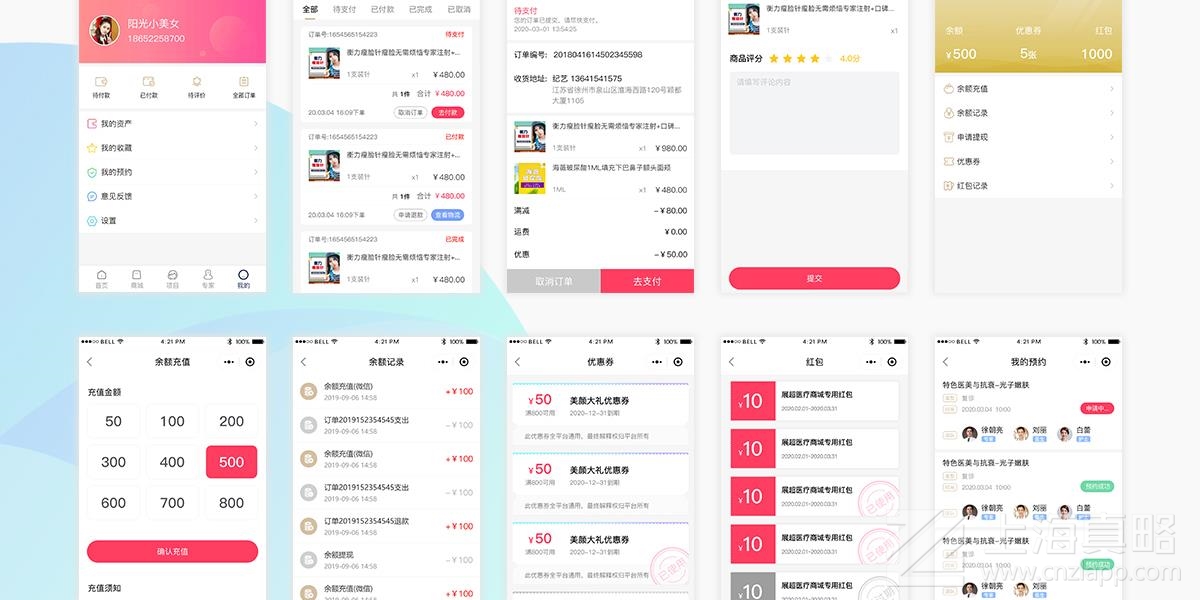 阳光小美女
18652258700
待付款 已付款 待评价 全部订单
我的资产
我的收藏
我的预约
意见反馈
设置
首页 商城 项目 专家 我的
全部 待支付 已付款 已完成 已取消
订单号:1654565154223 待支付
衡力瘦脸针瘦脸无需烦恼专家注射+...
1支装针 x1 ￥480.00
共 1件 合计 ￥480.00
20.03.04 16:09下单 取消订单 去付款
订单号:1654565154223 已付款
衡力瘦脸针瘦脸无需烦恼专家注射+...
1支装针 x1 ￥480.00
共 1件 合计 ￥480.00
20.03.04 16:09下单 申请退款 查看物流
订单号:1654565154223 已完成
衡力瘦脸针瘦脸无需烦恼专家注射+...
1支装针 x1 ￥480.00
待支付
您的订单已提交，请尽快支付。
2020-03-01 13:54:25
订单编号: 2018041614502345598
收货地址: 纪艺 13641541575
江苏省徐州市泉山区淮海西路120号颖都
大厦1105
衡力瘦脸针瘦脸无需烦恼专家注射+口碑...
1支装针 x1 ￥980.00
海薇玻尿酸1ML填充下巴鼻子额头面颊
1ML x1 ￥480.00
满减 -￥80.00
运费 ￥0.00
优惠 -￥50.00
取消订单 去支付
衡力瘦脸针瘦脸无需烦恼专家注射+口碑...
1支装针 x1
商品评分 4.0分
请填写评论内容
提交
余额 优惠券 红包
¥500 5张 1000
余额充值
余额记录
申请提现
优惠券
红包记录
BELL 4:21 PM 100%
余额充值
充值金额
50 100 200
300 400 500
600 700 800
确认充值
充值须知
BELL 4:21 PM 100%
余额记录
余额充值(微信) +￥100
2019-09-06 14:58
订单2019152354545支出 -￥100
2019-09-06 14:58
余额充值(微信) +￥100
2019-09-06 14:58
订单2019152354545支出 -￥100
2019-09-06 14:58
订单2019152354545退款 +￥100
2019-09-06 14:58
余额提现 -￥100
2019-09-06 14:58
余额充值(微信) +￥100
BELL 4:21 PM 100%
优惠券
￥50 美颜大礼优惠券
满800可用 2020-12-31到期
此优惠券全平台通用，最终解释权归平台所有
￥50 美颜大礼优惠券
满800可用 2020-12-31到期
此优惠券全平台通用，最终解释权归平台所有
￥50 美颜大礼优惠券
满800可用 2020-12-31到期
此优惠券全平台通用，最终解释权归平台所有
已使用
BELL 4:21 PM 100%
红包
¥10 展超医疗商城专用红包
2020.02.01-2020.03.31
¥10 展超医疗商城专用红包
2020.02.01-2020.03.31
¥10 展超医疗商城专用红包
2020.02.01-2020.03.31
已使用
¥10 展超医疗商城专用红包
2020.02.01-2020.03.31
已使用
¥10 展超医疗商城专用红包
BELL 4:21 PM 100%
我的预约
特色医美与抗衰-光子嫩肤
复诊
2020.03.04 10:00 申请中...
徐朝亮 刘丽 白蕾
专家 医生 护士
特色医美与抗衰-光子嫩肤
复诊
2020.03.04 10:00 预约成功
徐朝亮 刘丽 白蕾
专家 医生 护士
特色医美与抗衰-光子嫩肤
复诊
2020.03.04 10:00 预约成功
徐朝亮 刘丽
上海真略
www.cnzlapp.com